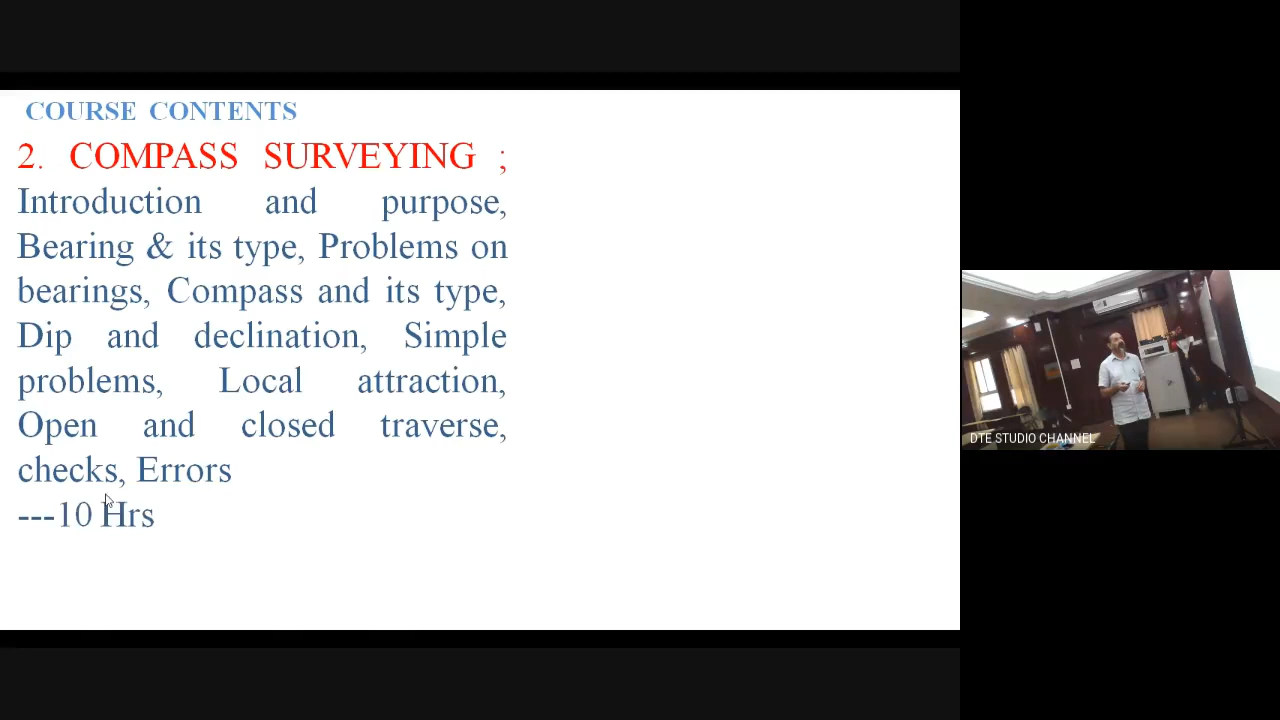 COURSE CONTENTS
2. COMPASS SURVEYING ;
Introduction and purpose,
Bearing & its type, Problems on
bearings, Compass and its type,
Dip and declination, Simple
problems, Local attraction,
Open and closed traverse,
checks, Errors
---10 Hrs
DTE STUDIO CHANNEL